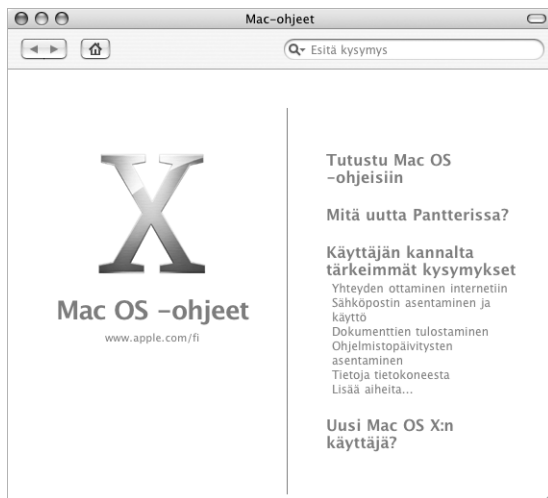 Mac-ohjeet
Esitä kysymys
X
Mac OS -ohjeet
www.apple.com/fi
Tutustu Mac OS
-ohjeisiin
Mitä uutta Pantterissa?
Käyttäjän kannalta
tärkeimmät kysymykset
Yhteyden ottaminen internetiin
Sähköpostin asentaminen ja
käyttö
Dokumenttien tulostaminen
Ohjelmistopäivitysten
asentaminen
Tietoja tietokoneesta
Lisää aiheita...
Uusi Mac OS X:n
käyttäjä?